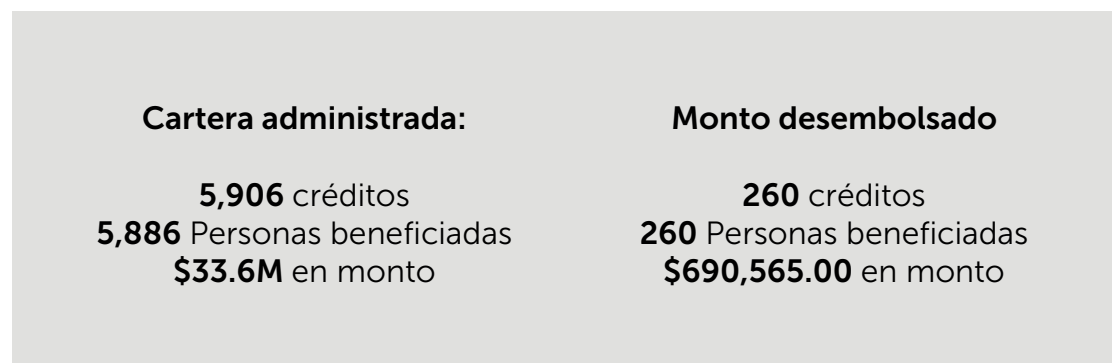 Cartera administrada:
5,906 créditos
5,886 Personas beneficiadas
$33.6M en monto
Monto desembolsado
260 créditos
260 Personas beneficiadas
$690,565.00 en monto